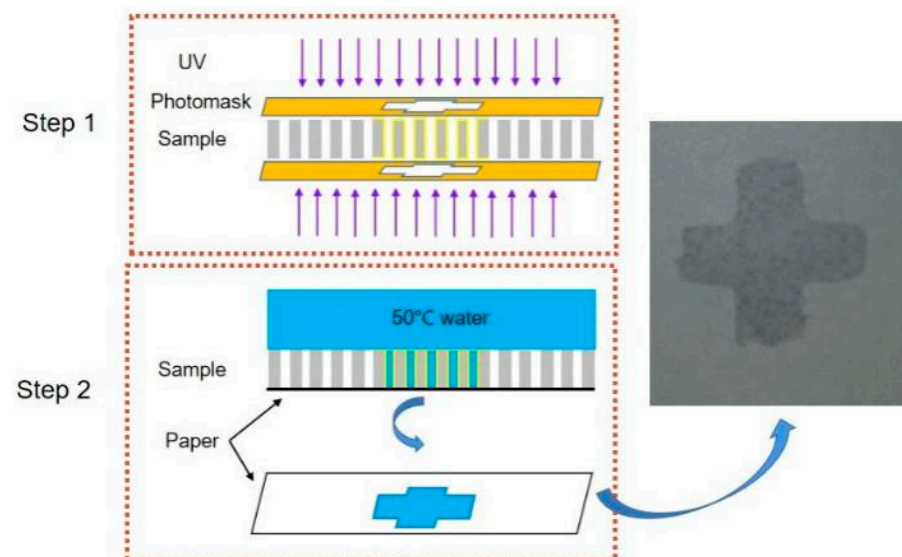 Step 1
UV
Photomask
Sample
Step 2
50℃ water
Sample
Paper